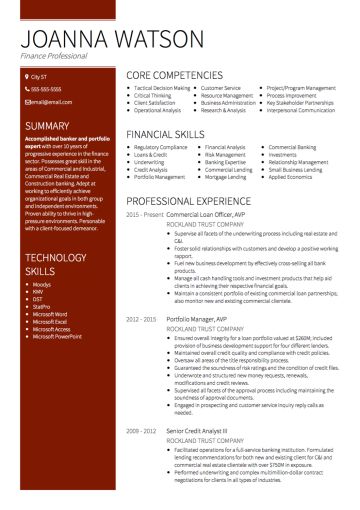 JOANNA WATSON
Finance Professional
City ST
555-555-5555
email@email.com
SUMMARY
Accomplished banker and portfolio
expert with over 10 years of
progressive experience in the finance
sector. Possesses great skill in the
areas of Commercial and Industrial,
Commercial Real Estate and
Construction banking. Adept at
working to efficiently achieve
organizational goals in both group
and independent environments.
Proven ability to thrive in high-
pressure environments. Personable
with a client-focused demeanor.
TECHNOLOGY
SKILLS
Moodys
KMV
OST
StatPro
Microsoft Word
Microsoft Excel
Microsoft Access
Microsoft PowerPoint
CORE COMPETENCIES
Tactical Decision Making
Critical Thinking
Client Satisfaction
Operational Analysis
Customer Service
Resource Management
Business Administration
Research & Analysis
Project/Program Management
Process Improvement
Key Stakeholder Partnerships
Interpersonal Communication
FINANCIAL SKILLS
Regulatory Compliance
Loans & Credit
Underwriting
Credit Analysis
Portfolio Management
Financial Analysis
Risk Management
Banking Expertise
Commercial Lending
Mortgage Lending
Commercial Banking
Investments
Relationship Management
Small Business Lending
Applied Economics
PROFESSIONAL EXPERIENCE
2015 - Present Commercial Loan Officer, AVP
ROCKLAND TRUST COMPANY
Supervise all facets of the underwriting process including real estate and
C&I.
Foster solid relationships with customers and develop a positive working
rapport.
Fuel new business development by effectively cross-selling all bank
products.
Manage all cash handling tools and investment products that help aid
clients in achieving their respective financial goals.
Maintain a consistent portfolio of existing commercial loan partnerships,
also monitor new and existing commercial clientele.
2012 - 2015 Portfolio Manager, AVP
ROCKLAND TRUST COMPANY
Ensured overall integrity for a loan portfolio valued at $260M; included
provision of business development support for four different lenders.
Maintained overall credit quality and compliance with credit policies.
Oversaw all areas of the title resolution process.
Guaranteed the soundness of risk ratings and the condition of credit files.
Underwrote and structured new money requests, renewals,
modifications and credit reviews.
Supervised all facets of the approval process including maintaining the
soundness of approval documents.
Engaged in prospecting and customer service inquiry reply calls as
necessary.
2009 - 2012 Senior Credit Analyst III
ROCKLAND TRUST COMPANY
Facilitated operations for a full-service banking institution. Formulated
lending recommendations for both new and existing C&I and
commercial real estate clientele with over $750M in exposure.
Composed and executed complex multimillion-dollar contract
negotiations for clients in all types of industries.